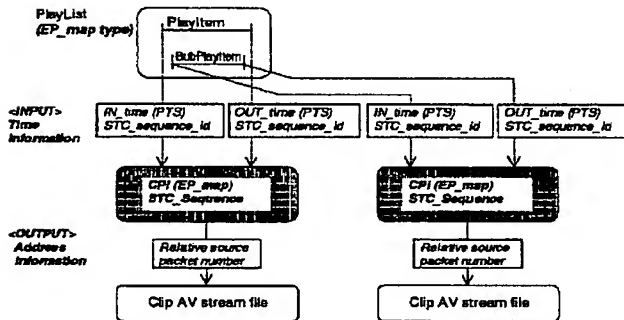 PlayList
(EP_map type)
PlayItem
SubPlayItem
<INPUT>
Time
Information
IN_time (PTS)
STC_sequence_id
OUT_time (PTS)
STC_sequence_id
IN_time (PTS)
STC_sequence_id
OUT_time (PTS)
STC_sequence_id
CPI (EP_map)
STC_Sequence
CPI (EP_map)
STC_Sequence
<OUTPUT>
Address
Information
Relative source
packet number
Relative source
packet number
Clip AV stream file
Clip AV stream file